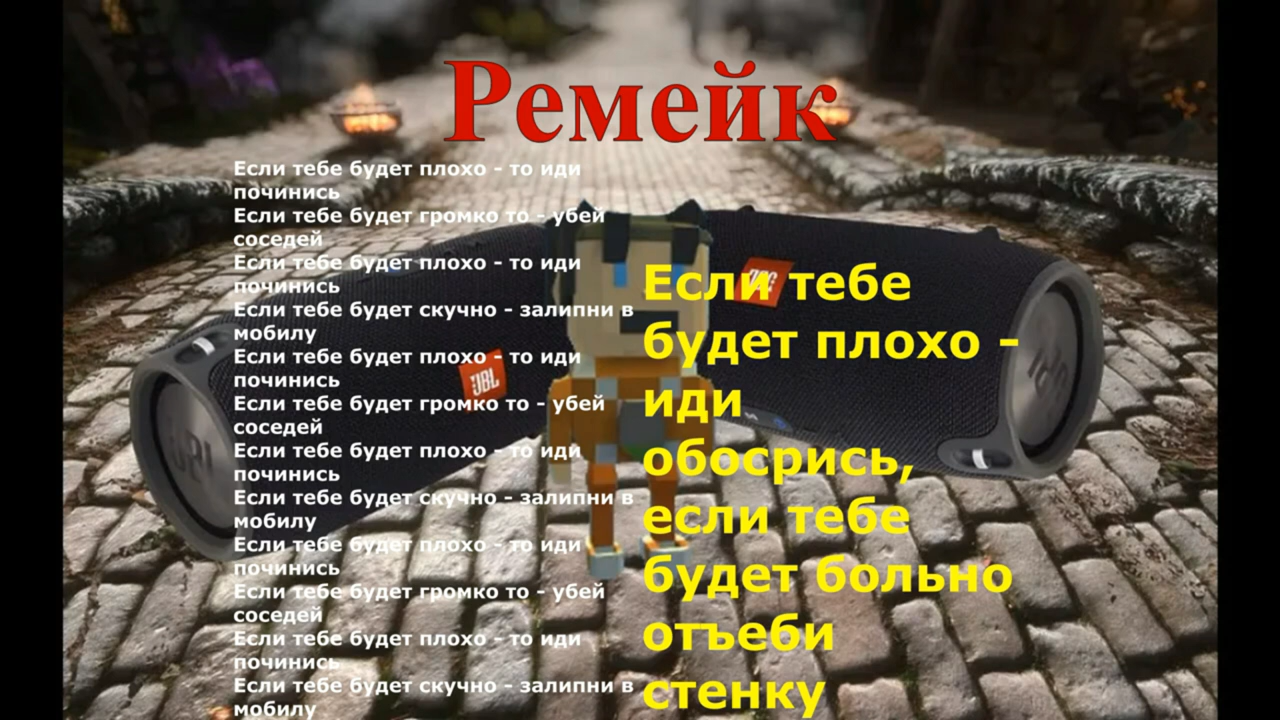 Ремейк
Если тебе будет плохо - то иди
починись
Если тебе будет громко то - убей
соседей
Если тебе будет плохо - то иди
починись
Если тебе будет скучно - залипни в
мобилу
Если тебе будет плохо - то иди
починись
Если тебе будет громко то - убей
соседей
Если тебе будет плохо - то иди
починись
Если тебе будет скучно - залипни в
мобилу
Если тебе будет плохо - то иди
починись
Если тебе будет громко то - убей
соседей
Если тебе будет плохо - то иди
починись
Если тебе будет скучно - залипни в
мобилу
Если тебе
будет плохо -
иди
обосрись,
если тебе
будет больно
отъеби
стенку
JBL